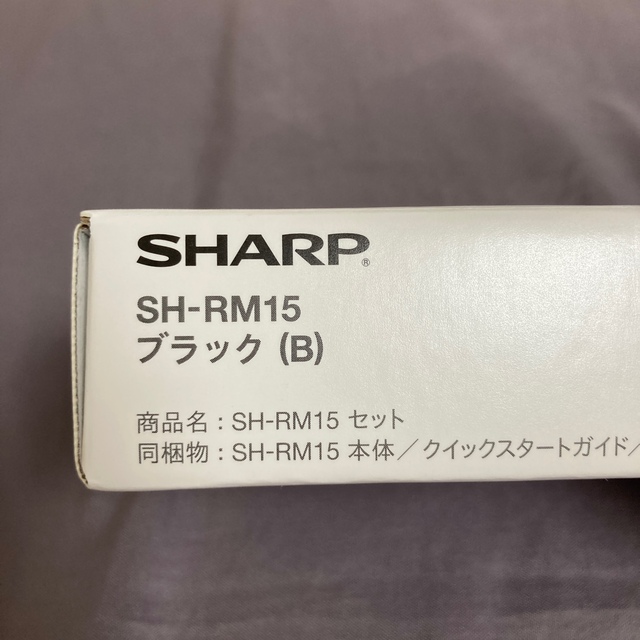 SHARP®
SH-RM15
ブラック (B)
商品名：SH-RM15 セット
同梱物：SH-RM15 本体／クイックスタートガイド／